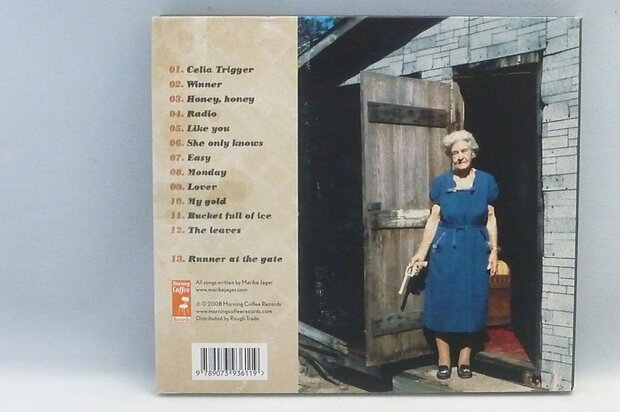 01. Celia Trigger
02. Winner
03. Honey, honey
04. Radio
05. Like you
06. She only knows
07. Easy
08. Monday
09. Lover
10. My gold
11. Bucket full of ice
12. The leaves
13. Runner at the gate
Morning
Coffee
Records
All songs written by Marike Jager
www.marikejager.com
℗ © 2008 Morning Coffee Records
www.morningcoffeerecords.com
Distributed by Rough Trade
9 789073 936119 >